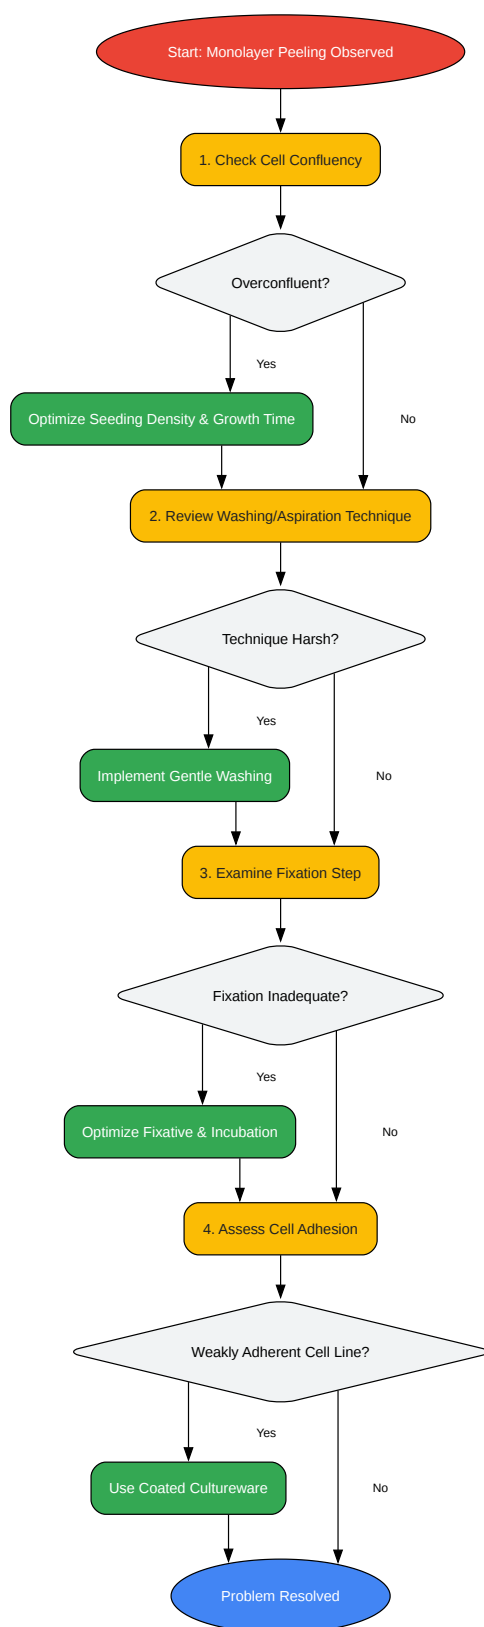 Start: Monolayer Peeling Observed
1. Check Cell Confluency
Overconfluent?
Yes
Optimize Seeding Density & Growth Time
No
2. Review Washing/Aspiration Technique
Technique Harsh?
Yes
Implement Gentle Washing
No
3. Examine Fixation Step
Fixation Inadequate?
Yes
Optimize Fixative & Incubation
No
4. Assess Cell Adhesion
Weakly Adherent Cell Line?
Yes
Use Coated Cultureware
No
Problem Resolved